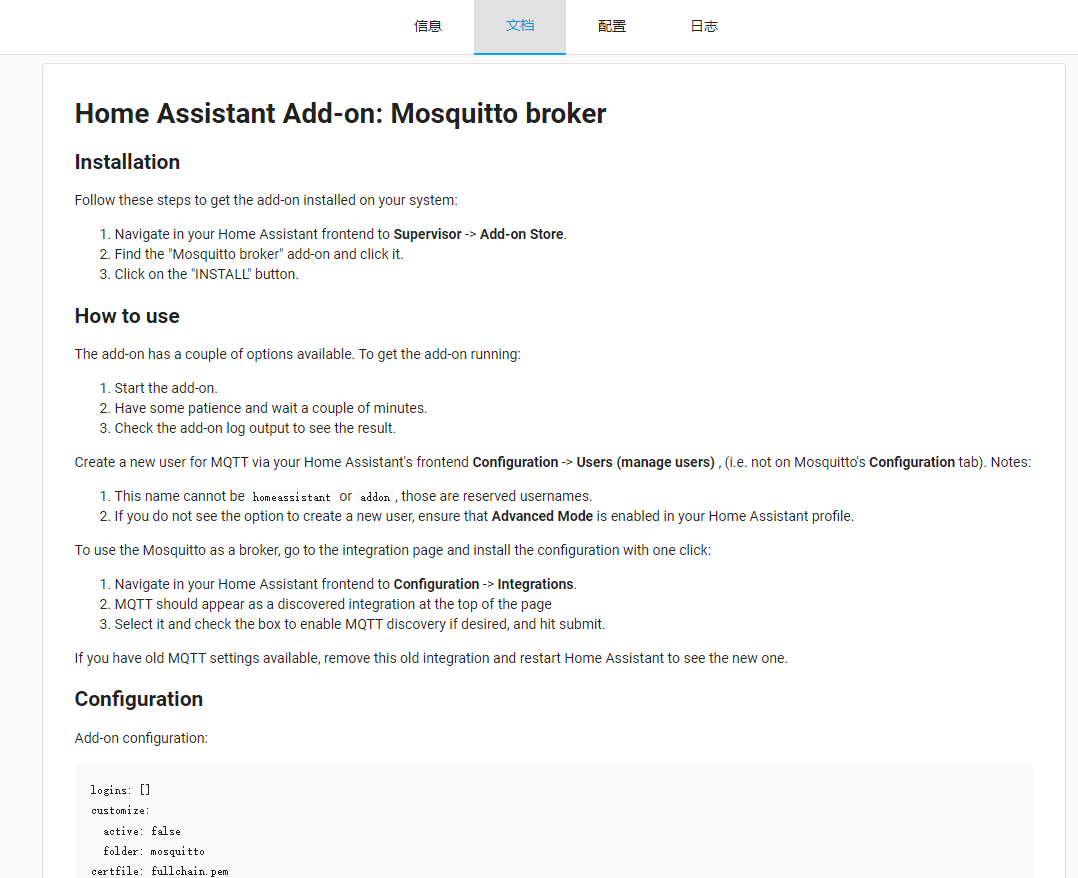 信息 文档 配置 日志
Home Assistant Add-on: Mosquitto broker
Installation
Follow these steps to get the add-on installed on your system:
1. Navigate in your Home Assistant frontend to Supervisor -> Add-on Store.
2. Find the "Mosquitto broker" add-on and click it.
3. Click on the "INSTALL" button.
How to use
The add-on has a couple of options available. To get the add-on running:
1. Start the add-on.
2. Have some patience and wait a couple of minutes.
3. Check the add-on log output to see the result.
Create a new user for MQTT via your Home Assistant's frontend Configuration -> Users (manage users) , (i.e. not on Mosquitto's Configuration tab). Notes:
1. This name cannot be homeassistant or addon , those are reserved usernames.
2. If you do not see the option to create a new user, ensure that Advanced Mode is enabled in your Home Assistant profile.
To use the Mosquitto as a broker, go to the integration page and install the configuration with one click:
1. Navigate in your Home Assistant frontend to Configuration -> Integrations.
2. MQTT should appear as a discovered integration at the top of the page
3. Select it and check the box to enable MQTT discovery if desired, and hit submit.
If you have old MQTT settings available, remove this old integration and restart Home Assistant to see the new one.
Configuration
Add-on configuration:
logins: []
customize:
active: false
folder: mosquitto
certfile: fullchain.pem